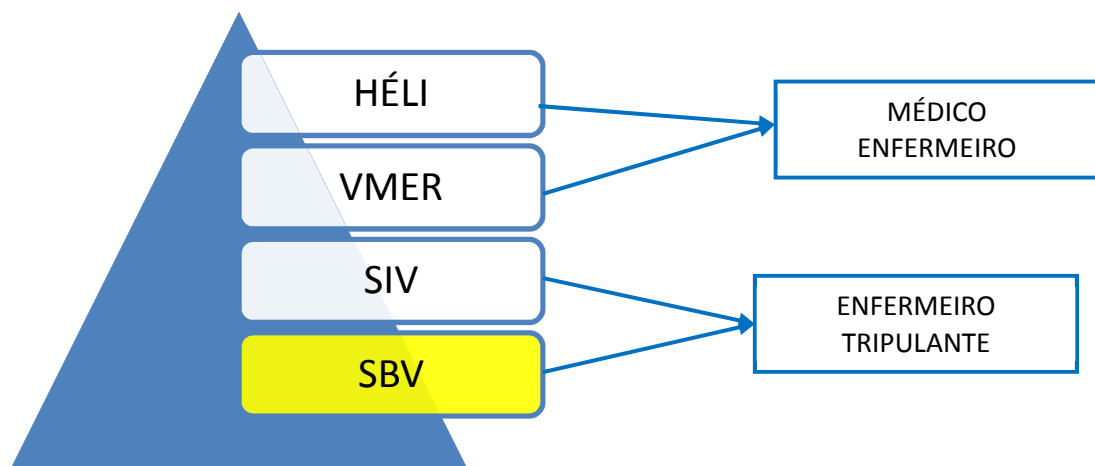 HÉLI
VMER
SIV
SBV
MÉDICO
ENFERMEIRO
ENFERMEIRO
TRIPULANTE